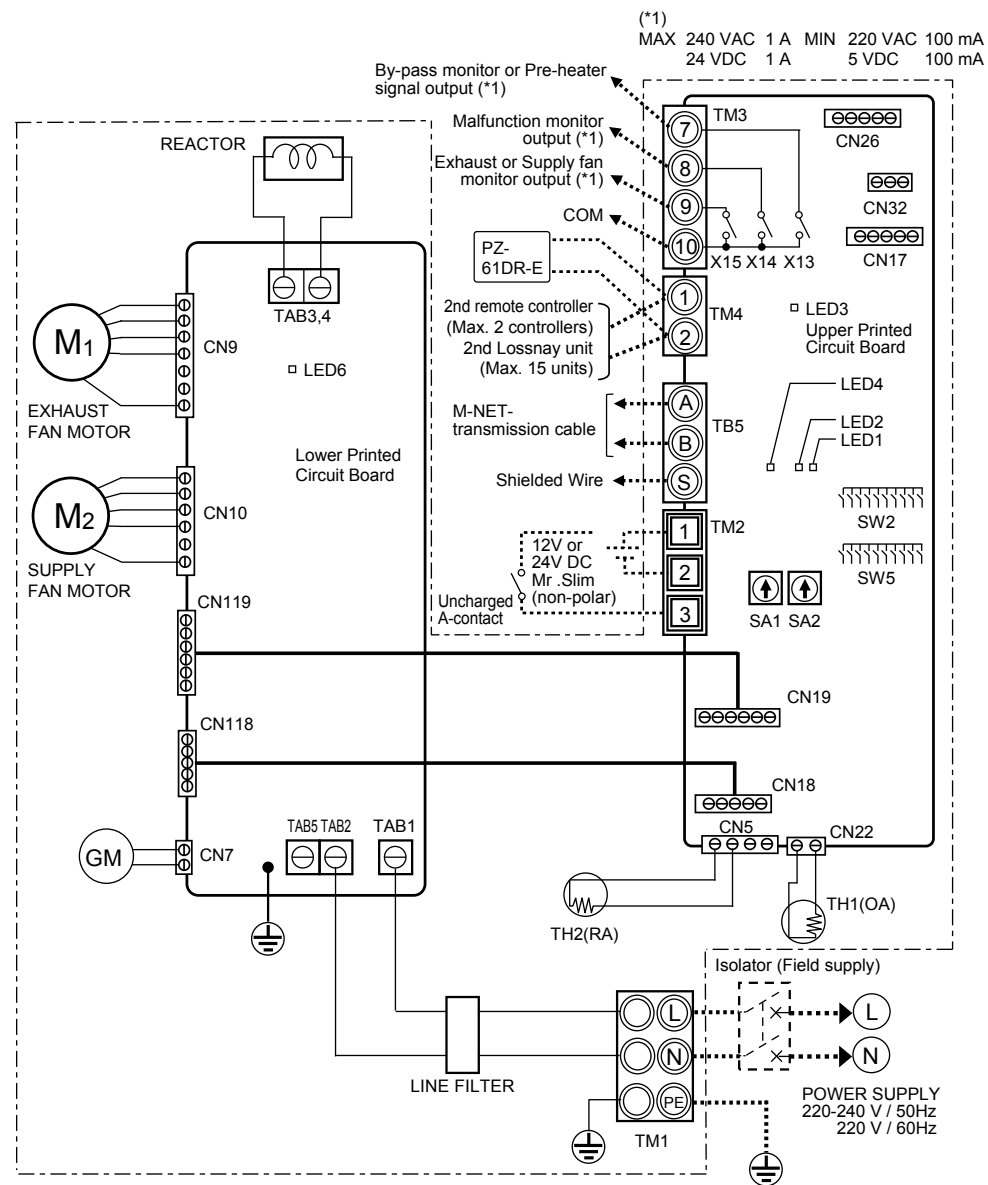 (*1)
MAX 240 VAC 1 A MIN 220 VAC 100 mA
24 VDC 1 A 5 VDC 100 mA
By-pass monitor or Pre-heater
signal output (*1)
Malfunction monitor
output (*1)
Exhaust or Supply fan
monitor output (*1)
COM
PZ-
61DR-E
2nd remote controller
(Max. 2 controllers)
2nd Lossnay unit
(Max. 15 units)
M-NET-
transmission cable
Shielded Wire
12V or
24V DC
Mr .Slim
(non-polar)
Uncharged
A-contact
7
8
9
10
TM3
X15 X14 X13
1
2
TM4
A
B
S
TB5
1
2
3
TM2
CN26
CN32
CN17
LED3
Upper Printed
Circuit Board
LED4
LED2
LED1
SW2
SW5
SA1 SA2
CN19
CN18
CN5
CN22
TH2(RA)
TH1(OA)
REACTOR
TAB3,4
M1
EXHAUST
FAN MOTOR
CN9
LED6
Lower Printed
Circuit Board
M2
SUPPLY
FAN MOTOR
CN10
CN119
CN118
GM
CN7
TAB5 TAB2 TAB1
LINE FILTER
L
N
PE
TM1
Isolator (Field supply)
L
N
POWER SUPPLY
220-240 V / 50Hz
220 V / 60Hz